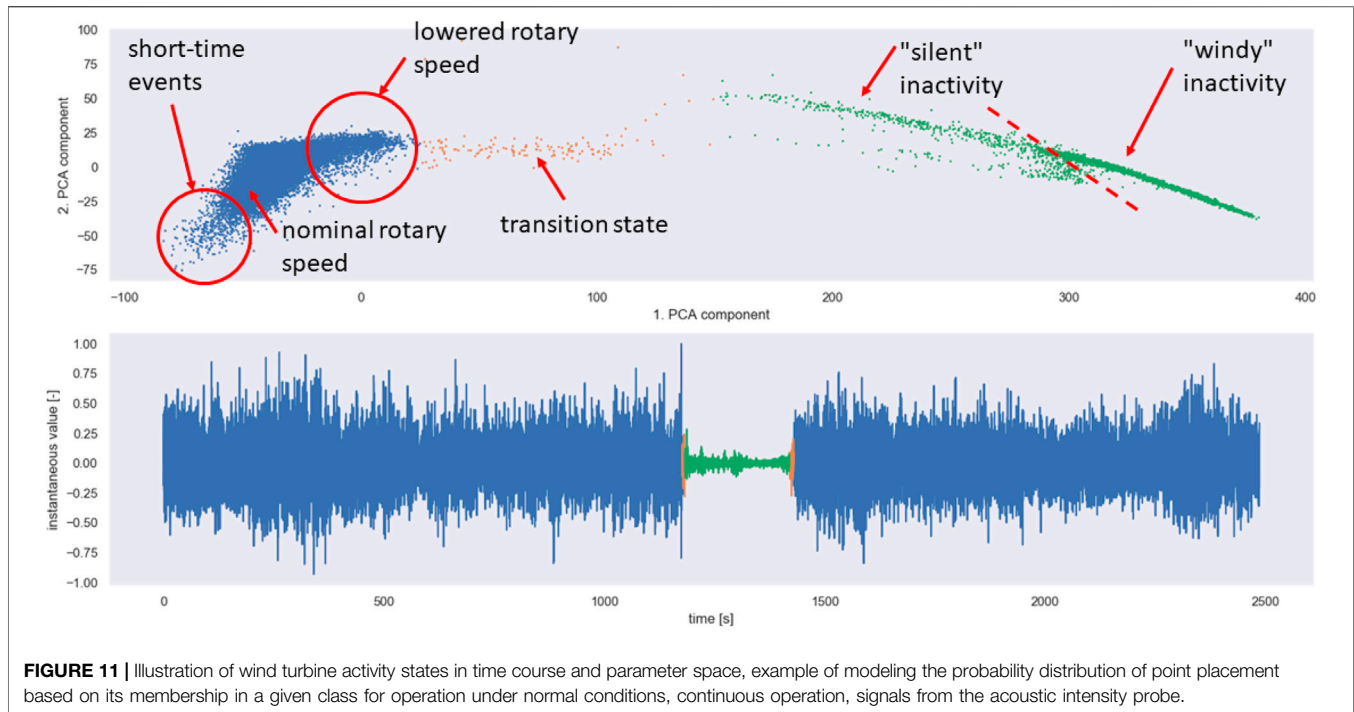 100
75
50
25
0
−25
−50
−75
2. PCA component
short-time
events
lowered rotary
speed
"silent"
inactivity
"windy"
inactivity
nominal rotary
speed
transition state
−100
0
100
200
300
400
1. PCA component
1.00
0.75
0.50
0.25
0.00
−0.25
−0.50
−0.75
−1.00
instantaneous value [-]
0
500
1000
1500
2000
2500
time [s]
FIGURE 11 | Illustration of wind turbine activity states in time course and parameter space, example of modeling the probability distribution of point placement
based on its membership in a given class for operation under normal conditions, continuous operation, signals from the acoustic intensity probe.